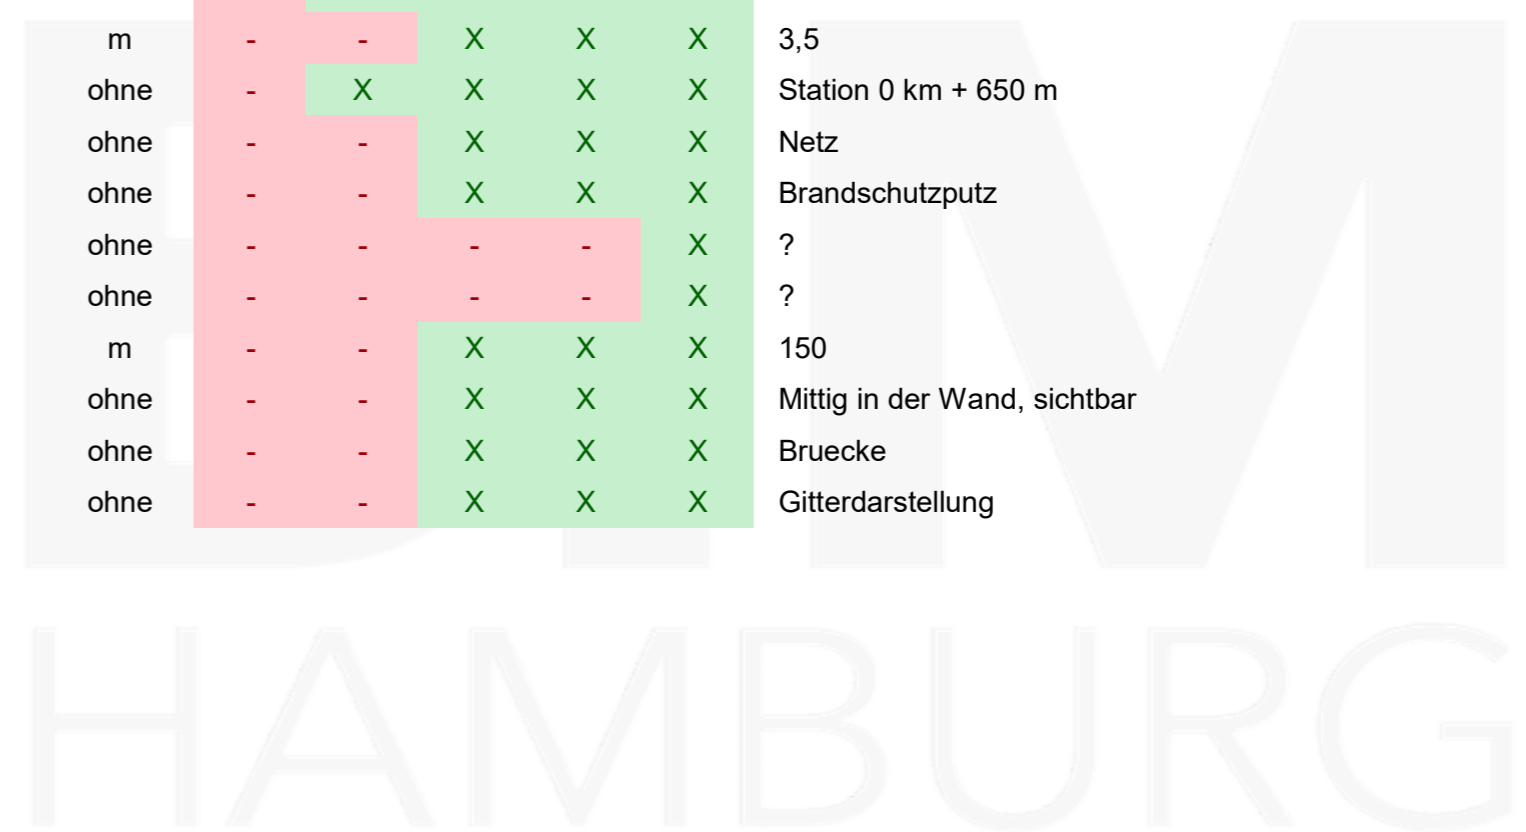 m - - X X X 3,5
ohne - X X X X Station 0 km + 650 m
ohne - - X X X Netz
ohne - - X X X Brandschutzputz
ohne - - - - X ?
ohne - - - - X ?
m - - X X X 150
ohne - - X X X Mittig in der Wand, sichtbar
ohne - - X X X Bruecke
ohne - - X X X Gitterdarstellung
BIM
HAMBURG